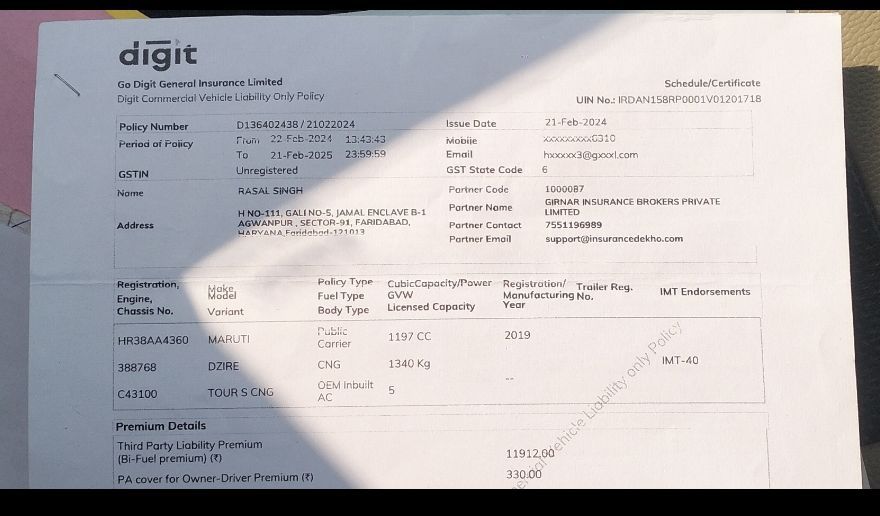 digit
Go Digit General Insurance Limited
Digit Commercial Vehicle Liability Only Policy
Schedule/Certificate
UIN No.: IRDAN158RP0001V01201718
Policy Number D136402438 / 21022024 Issue Date 21-Feb-2024
Period of Policy From 22-Feb-2024 13:43:43 Mobile xxxxxxxxx6310
To 21-Feb-2025 23:59:59 Email hxxxxx3@gxxxl.com
GSTIN Unregistered GST State Code 6
Name RASAL SINGH Partner Code 1000087
Partner Name GIRNAR INSURANCE BROKERS PRIVATE LIMITED
Address H NO-111, GALI NO-5, JAMAL ENCLAVE B-1
AGWANPUR , SECTOR-91, FARIDABAD, Partner Contact 7551196989
HARYANA,Faridabad-121013 Partner Email support@insurancedekho.com
Registration, Make Policy Type CubicCapacity/Power Registration/ Trailer Reg. IMT Endorsements
Engine, Model Fuel Type GVW Manufacturing No.
Chassis No. Variant Body Type Licensed Capacity Year
HR38AA4360 MARUTI Public Carrier 1197 CC 2019
388768 DZIRE CNG 1340 Kg IMT-40
C43100 TOUR S CNG OEM Inbuilt AC 5 --
Premium Details
Third Party Liability Premium
(Bi-Fuel premium) (₹) 11912.00
PA cover for Owner-Driver Premium (₹) 330.00
Vehicle Liability only Policy